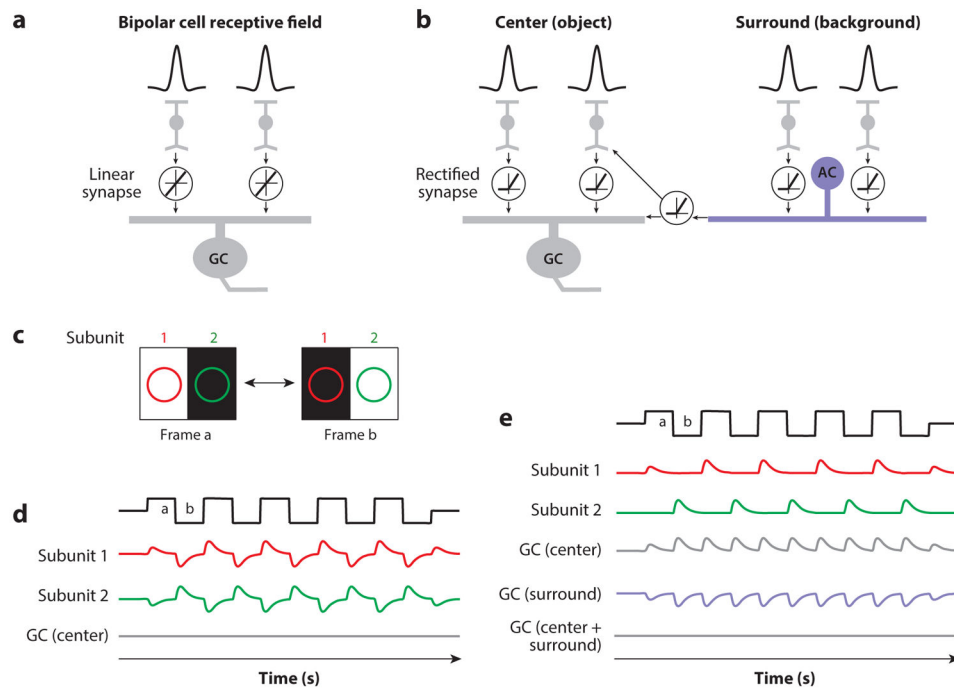 a
Bipolar cell receptive field
Linear
synapse
GC
b
Center (object)
Surround (background)
Rectified
synapse
AC
GC
c
Subunit
1
2
1
2
Frame a
Frame b
d
a
b
Subunit 1
Subunit 2
GC (center)
Time (s)
e
a
b
Subunit 1
Subunit 2
GC (center)
GC (surround)
GC (center +
surround)
Time (s)